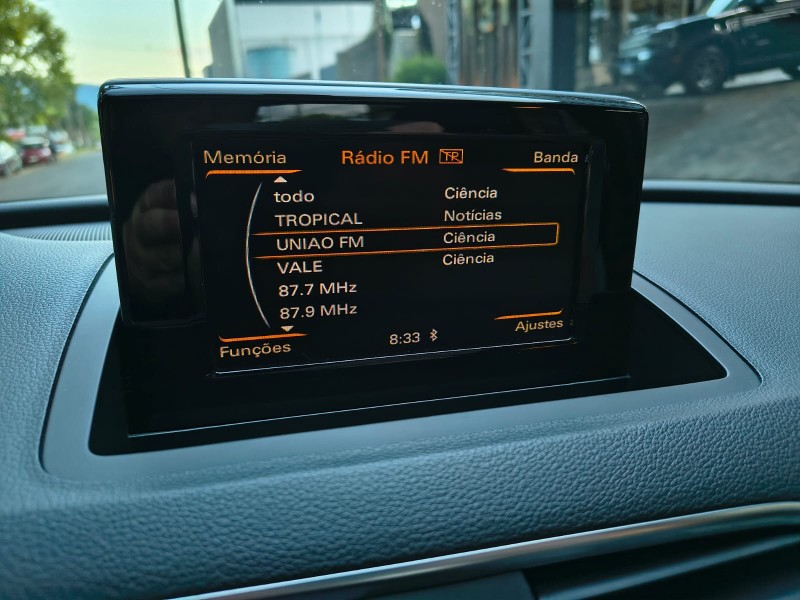 Memória Rádio FM TP Banda
todo Ciência
TROPICAL Notícias
UNIAO FM Ciência
VALE Ciência
87.7 MHz
87.9 MHz
Funções 8:33 Ajustes